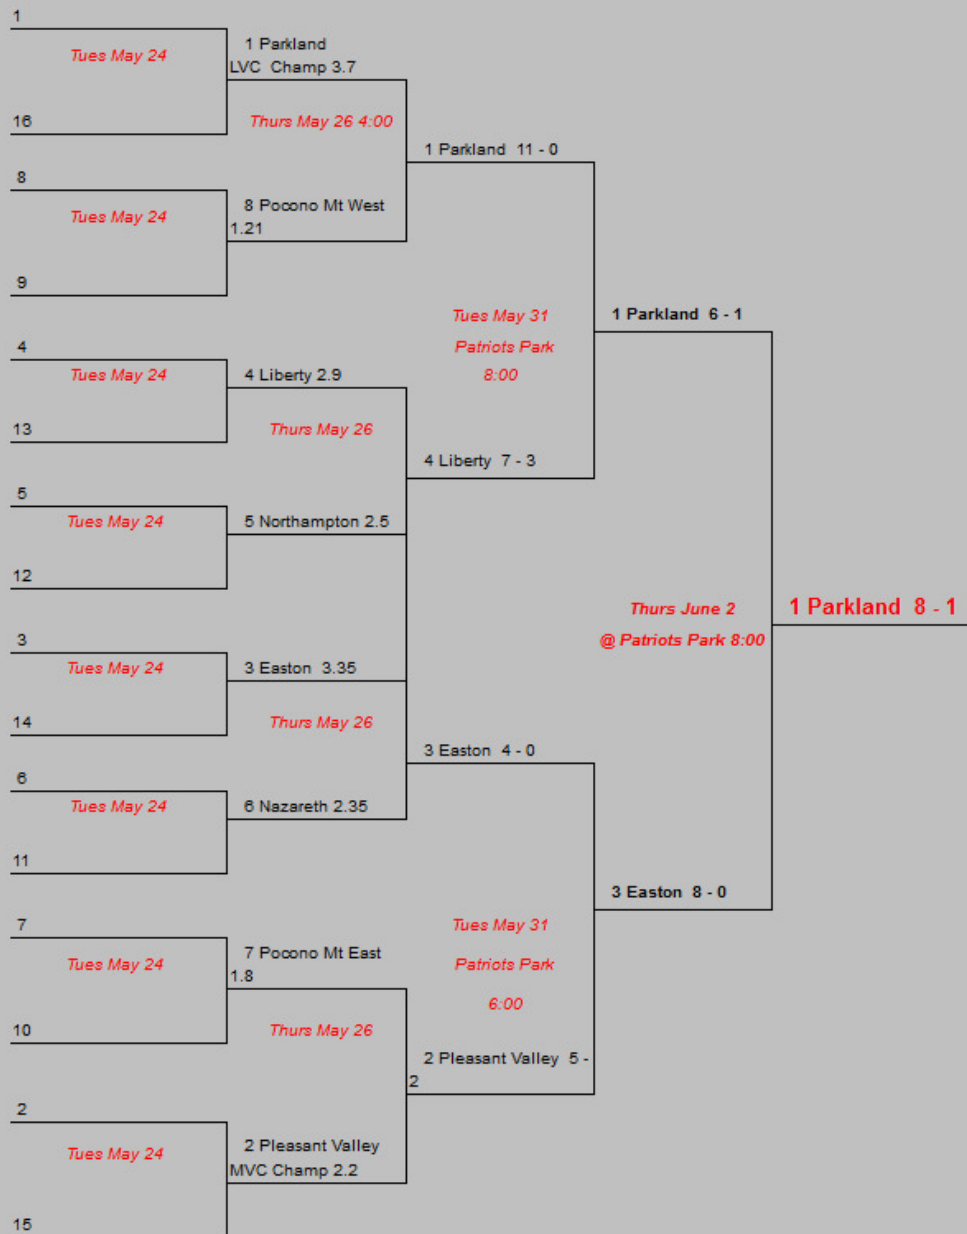 1
Tues May 24
16
1 Parkland
LVC Champ 3.7
Thurs May 26 4:00
8
Tues May 24
9
8 Pocono Mt West
1.21
1 Parkland 11 - 0
4
Tues May 24
13
4 Liberty 2.9
Thurs May 26
5
Tues May 24
12
5 Northampton 2.5
4 Liberty 7 - 3
Tues May 31
Patriots Park
8:00
1 Parkland 6 - 1
3
Tues May 24
14
3 Easton 3.35
Thurs May 26
6
Tues May 24
11
6 Nazareth 2.35
3 Easton 4 - 0
7
Tues May 24
10
7 Pocono Mt East
1.8
Thurs May 26
2
Tues May 24
15
2 Pleasant Valley
MVC Champ 2.2
2 Pleasant Valley 5 -
2
Tues May 31
Patriots Park
6:00
3 Easton 8 - 0
Thurs June 2
@ Patriots Park 8:00
1 Parkland 8 - 1